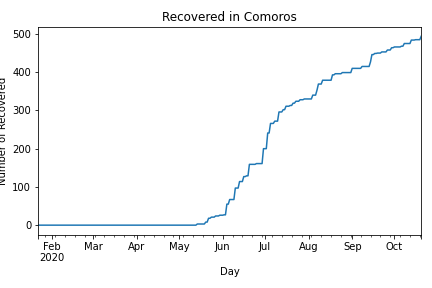 Recovered in Comoros
Number of Recovered
500
400
300
200
100
0
Feb Mar Apr May Jun Jul Aug Sep Oct
2020
Day